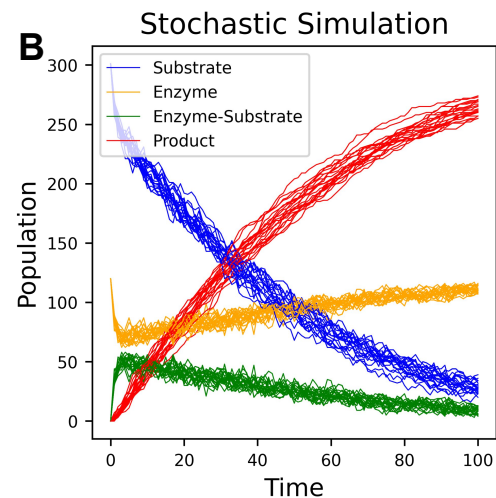 B
Stochastic Simulation
Substrate
Enzyme
Enzyme-Substrate
Product
Population
300
250
200
150
100
50
0
0 20 40 60 80 100
Time